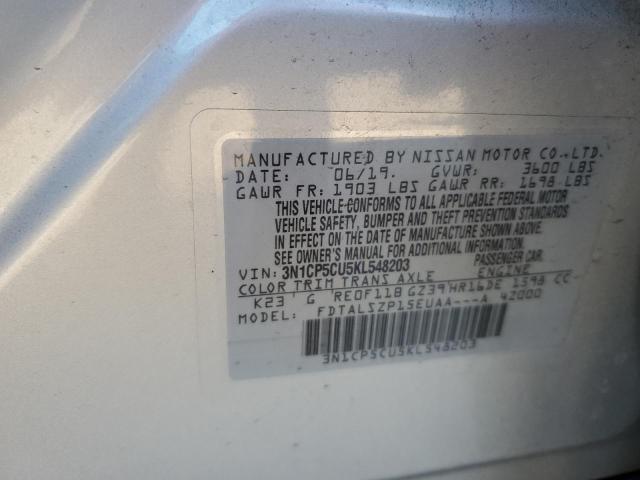 MANUFACTURED BY NISSAN MOTOR CO.,LTD.
DATE: 06/19. GVWR: 3600 LBS
GAWR FR: 1903 LBS GAWR RR: 1698 LBS
THIS VEHICLE CONFORMS TO ALL APPLICABLE FEDERAL MOTOR
VEHICLE SAFETY, BUMPER AND THEFT PREVENTION STANDARDS
IN EFFECT ON THE DATE OF MANUFACTURE SHOWN ABOVE.
SEE OWNER'S MANUAL FOR ADDITIONAL INFORMATION.
VIN: 3N1CP5CU5KL548203 PASSENGER CAR
COLOR TRIM TRANS AXLE ENGINE
K23 G RE0F11B GZ39 HR16DE 1598 CC
MODEL: FDTALSZP15EUAA---A 42000
3N1CP5CU5KL548203